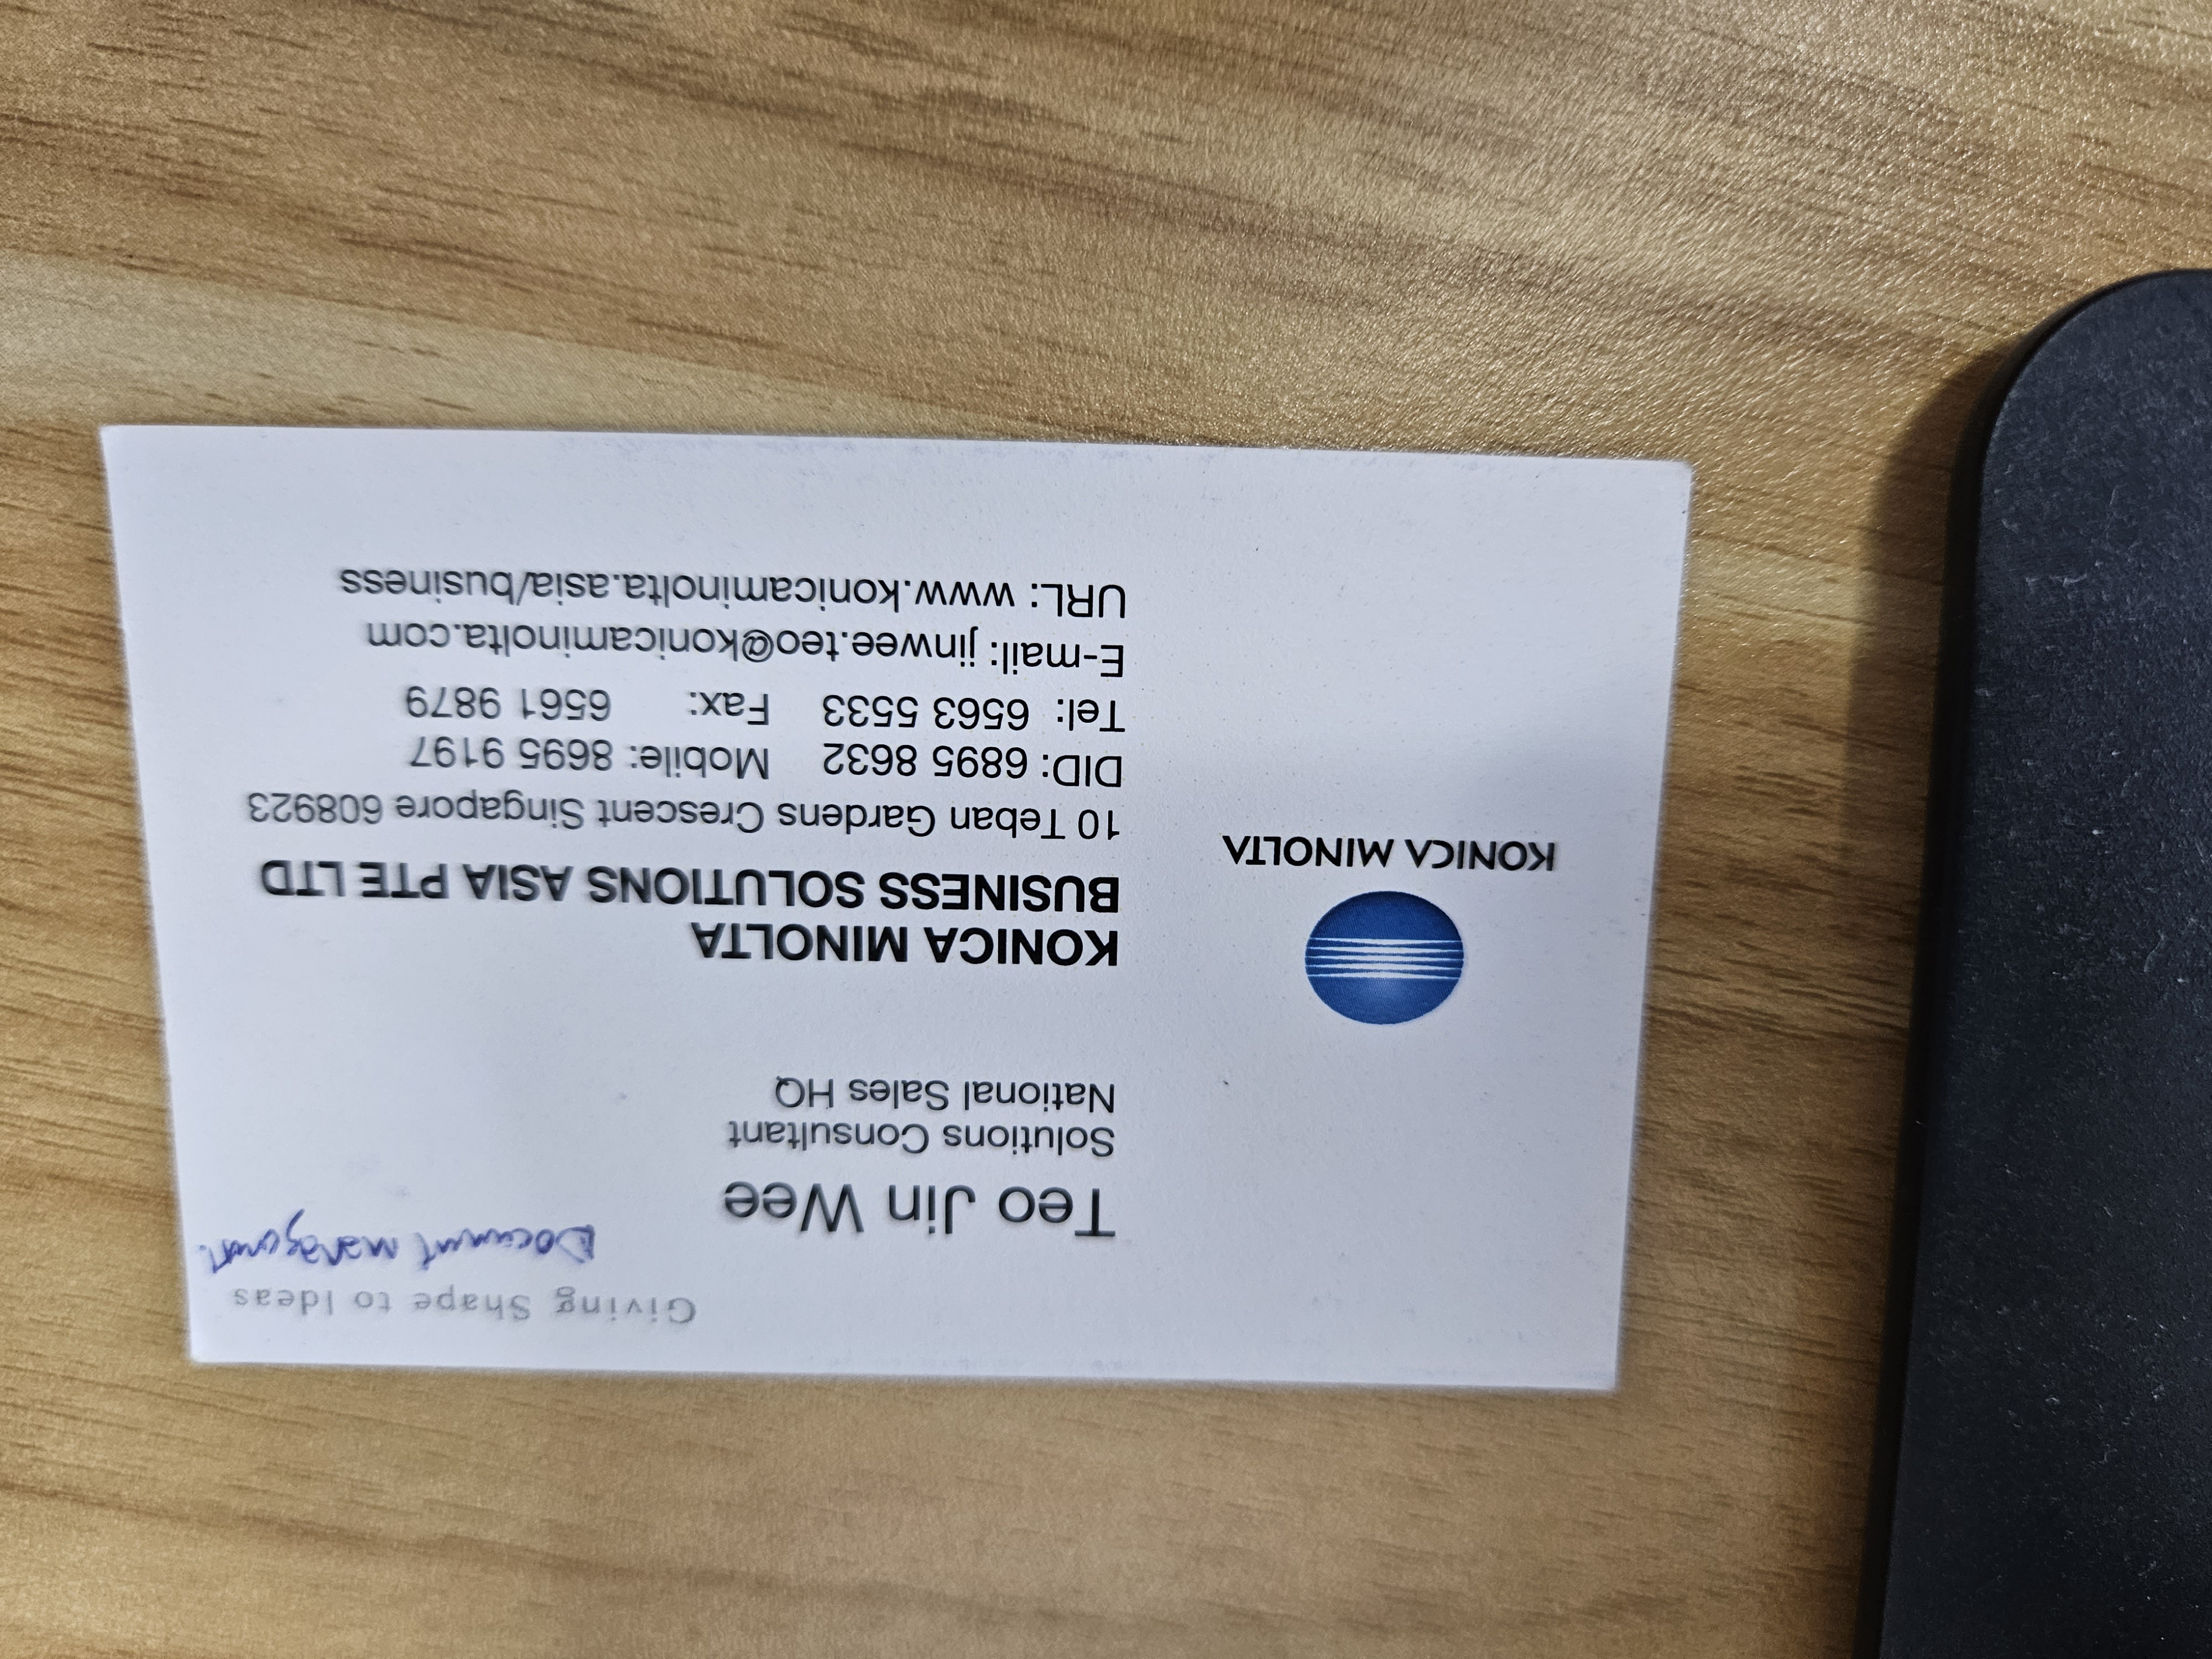 Giving Shape to Ideas
Document management.
Teo Jin Wee
Solutions Consultant
National Sales HQ
KONICA MINOLTA
KONICA MINOLTA
BUSINESS SOLUTIONS ASIA PTE LTD
10 Teban Gardens Crescent Singapore 608923
DID: 6895 8632 Mobile: 8695 9197
Tel: 6563 5533 Fax: 6561 9879
E-mail: jinwee.teo@konicaminolta.com
URL: www.konicaminolta.asia/business